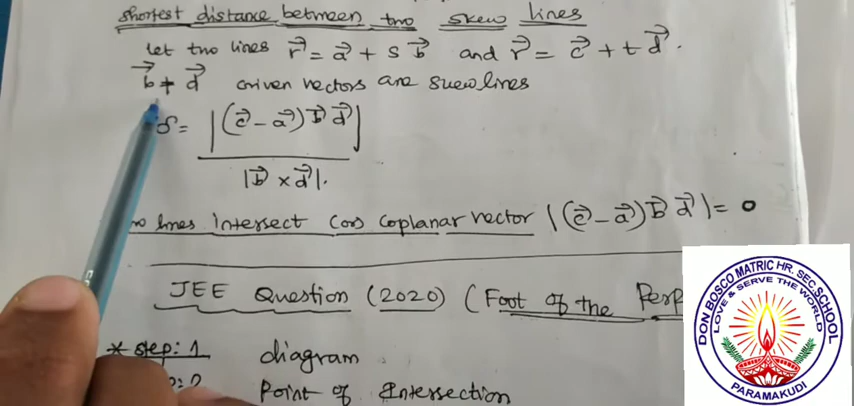 shortest distance between two skew lines
Let two lines r⃗ = a⃗ + s b⃗ and r⃗ = c⃗ + t d⃗.
b⃗ ∦ d⃗ Given vectors are skew lines
δ = |(c⃗ - a⃗) b⃗ d⃗|
|b⃗ × d⃗|.
lines intersect (or) coplanar vector |(c⃗ - a⃗) b⃗ d⃗| = 0
JEE Question (2020) (Foot of the Perp
* Step: 1 diagram
: 2 Point of Intersection
DON BOSCO MATRIC HR. SEC. SCHOOL
LOVE & SERVE THE WORLD
PARAMAKUDI